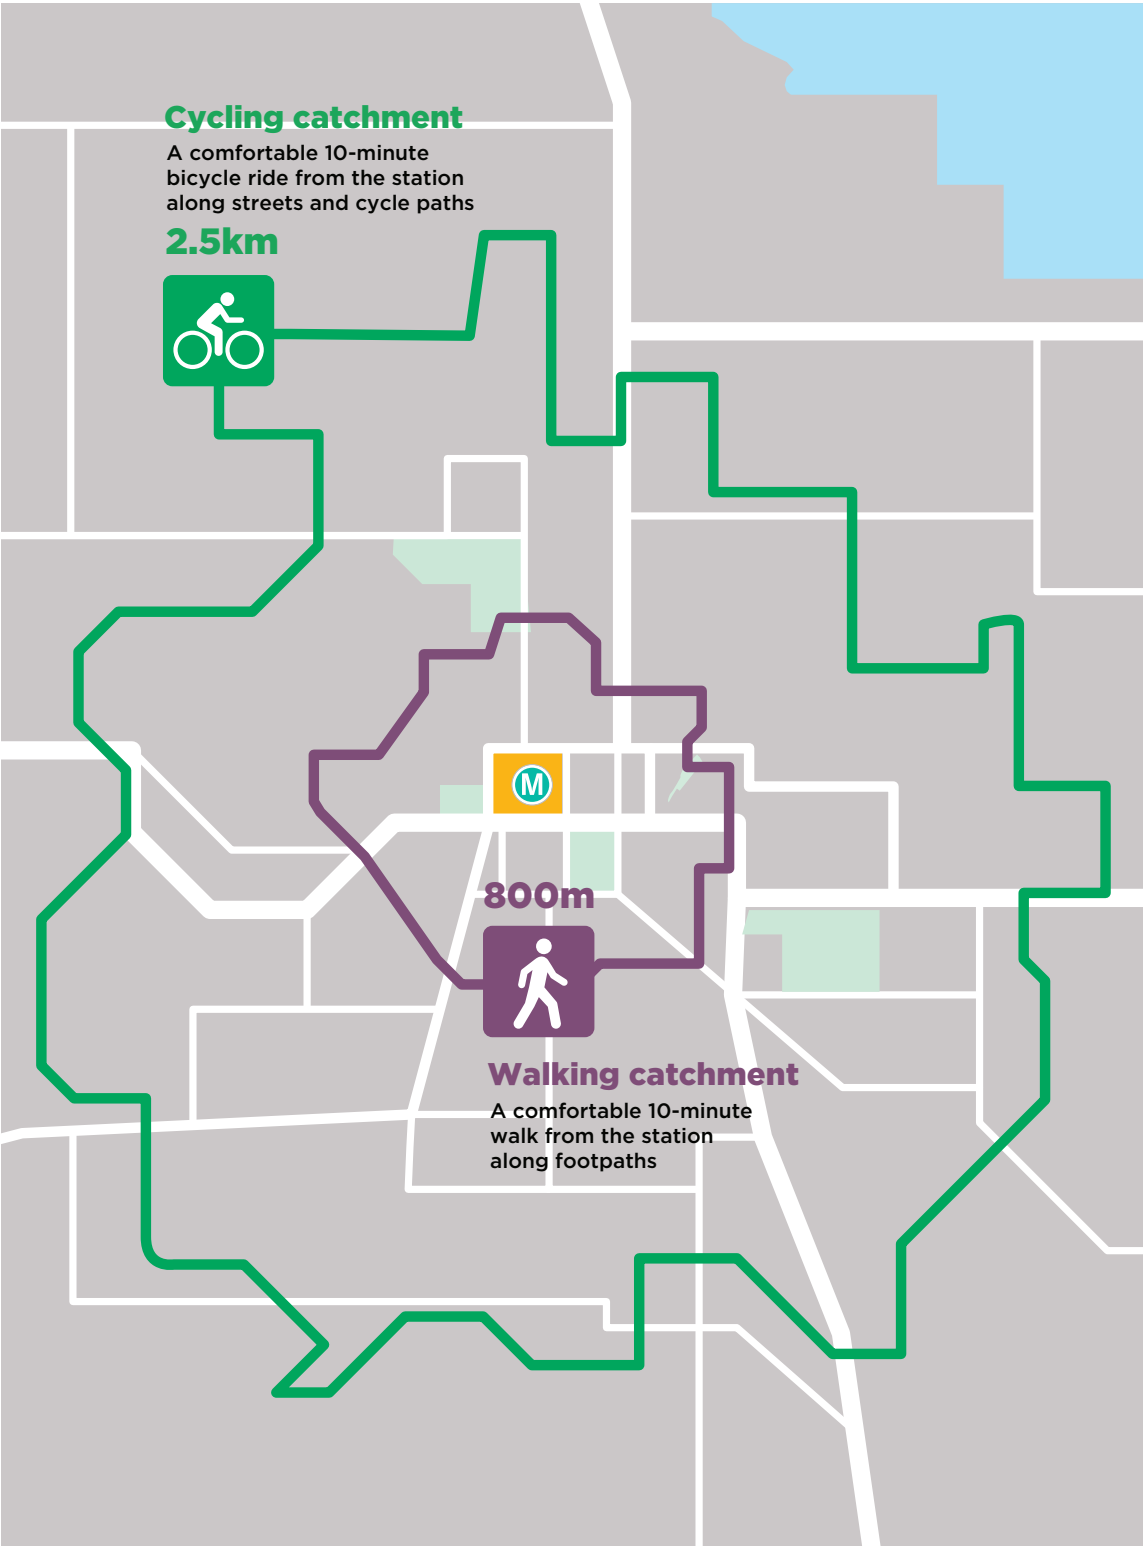 Cycling catchment
A comfortable 10-minute
bicycle ride from the station
along streets and cycle paths
2.5km
M
800m
Walking catchment
A comfortable 10-minute
walk from the station
along footpaths